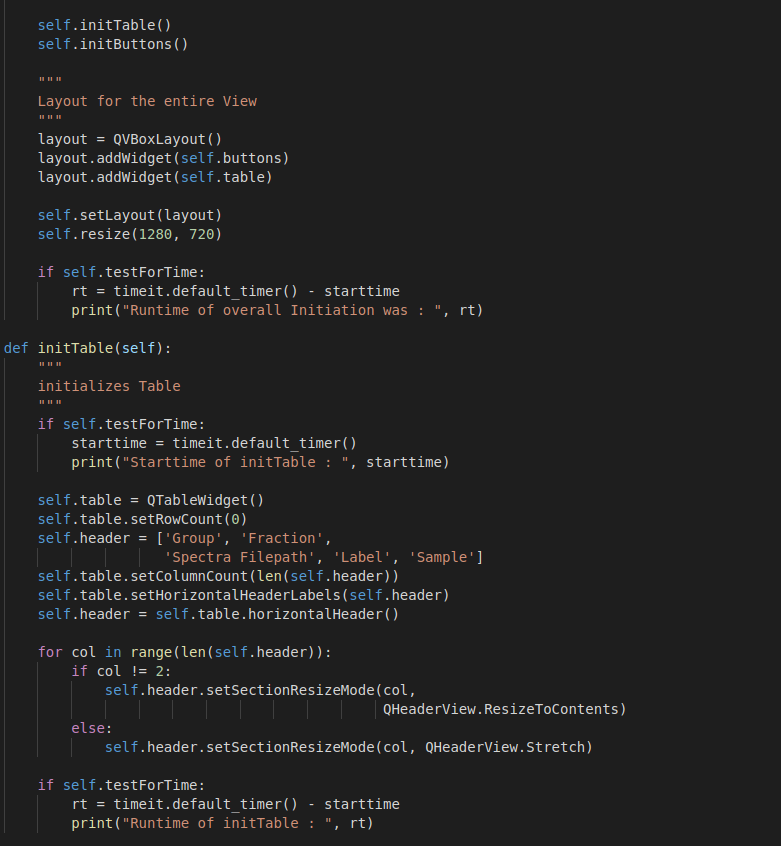 self.initTable()
self.initButtons()
"""
Layout for the entire View
"""
layout = QVBoxLayout()
layout.addWidget(self.buttons)
layout.addWidget(self.table)
self.setLayout(layout)
self.resize(1280, 720)
if self.testForTime:
rt = timeit.default_timer() - starttime
print("Runtime of overall Initiation was : ", rt)
def initTable(self):
"""
initializes Table
"""
if self.testForTime:
starttime = timeit.default_timer()
print("Starttime of initTable : ", starttime)
self.table = QTableWidget()
self.table.setRowCount(0)
self.header = ['Group', 'Fraction',
'Spectra Filepath', 'Label', 'Sample']
self.table.setColumnCount(len(self.header))
self.table.setHorizontalHeaderLabels(self.header)
self.header = self.table.horizontalHeader()
for col in range(len(self.header)):
if col != 2:
self.header.setSectionResizeMode(col,
QHeaderView.ResizeToContents)
else:
self.header.setSectionResizeMode(col, QHeaderView.Stretch)
if self.testForTime:
rt = timeit.default_timer() - starttime
print("Runtime of initTable : ", rt)